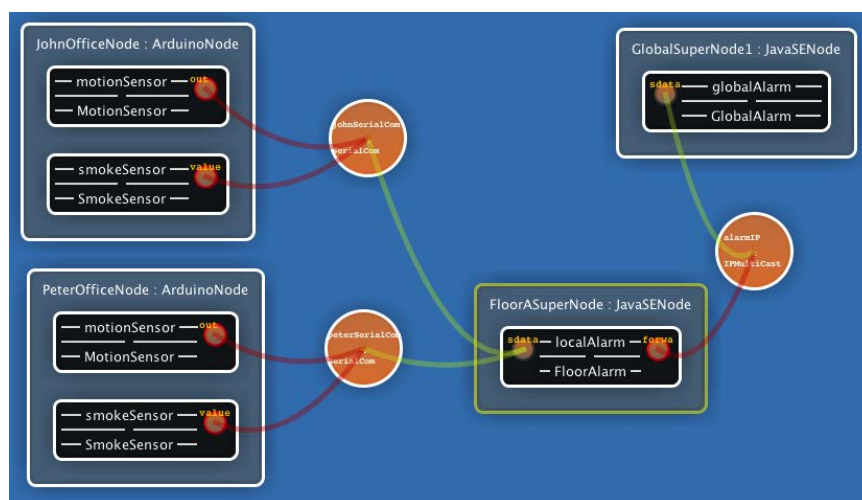 JohnOfficeNode : ArduinoNode
motionSensor
out
MotionSensor
smokeSensor
value
SmokeSensor
johnSerialCom
:
SerialCom
GlobalSuperNode1 : JavaSENode
sdata
globalAlarm
GlobalAlarm
alarmIP
:
IPMultiCast
PeterOfficeNode : ArduinoNode
motionSensor
out
MotionSensor
smokeSensor
value
SmokeSensor
peterSerialCom
:
SerialCom
FloorASuperNode : JavaSENode
sdata
localAlarm
forwa
FloorAlarm